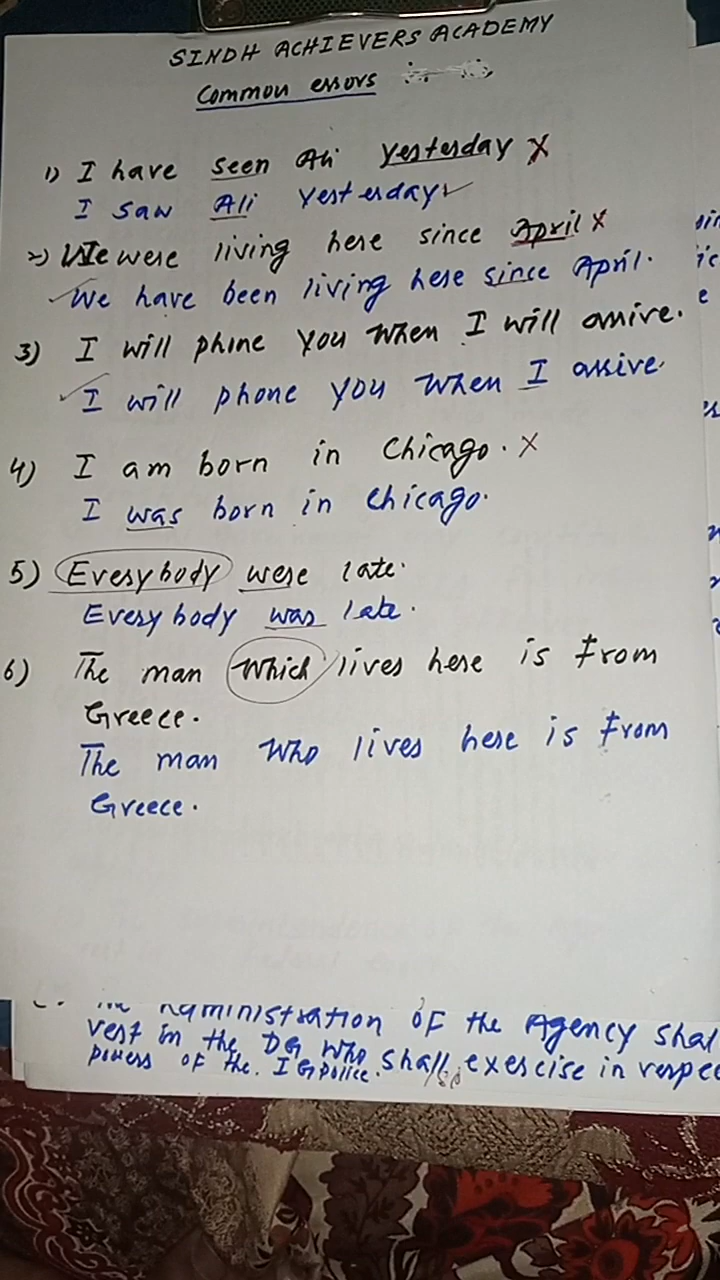 SINDH ACHIEVERS ACADEMY
Common errors :-
1) I have seen Ali yesterday X
I saw Ali yesterday ✓
2) We were living here since April X
✓ We have been living here since April.
3) I will phine you when I will arrive.
✓ I will phone you when I arrive.
4) I am born in Chicago. X
I was born in Chicago.
5) Everybody were late.
Everybody was late.
6) The man which lives here is from
Greece.
The man who lives here is from
Greece.
Administration of the Agency shal
vest in the DG who shall exercise in respec
powers of the. IG police.